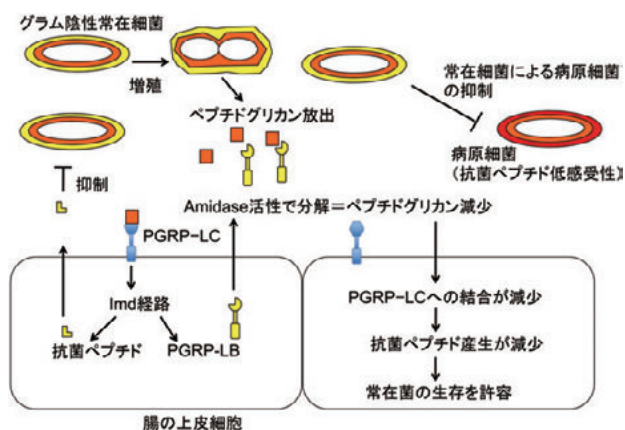 グラム陰性常在細菌
増殖
ペプチドグリカン放出
常在細菌による病原細菌
の抑制
病原細菌
(抗菌ペプチド低感受性)
抑制
Amidase活性で分解=ペプチドグリカン減少
PGRP-LC
Imd経路
抗菌ペプチド
PGRP-LB
PGRP-LCへの結合が減少
抗菌ペプチド産生が減少
常在菌の生存を許容
腸の上皮細胞